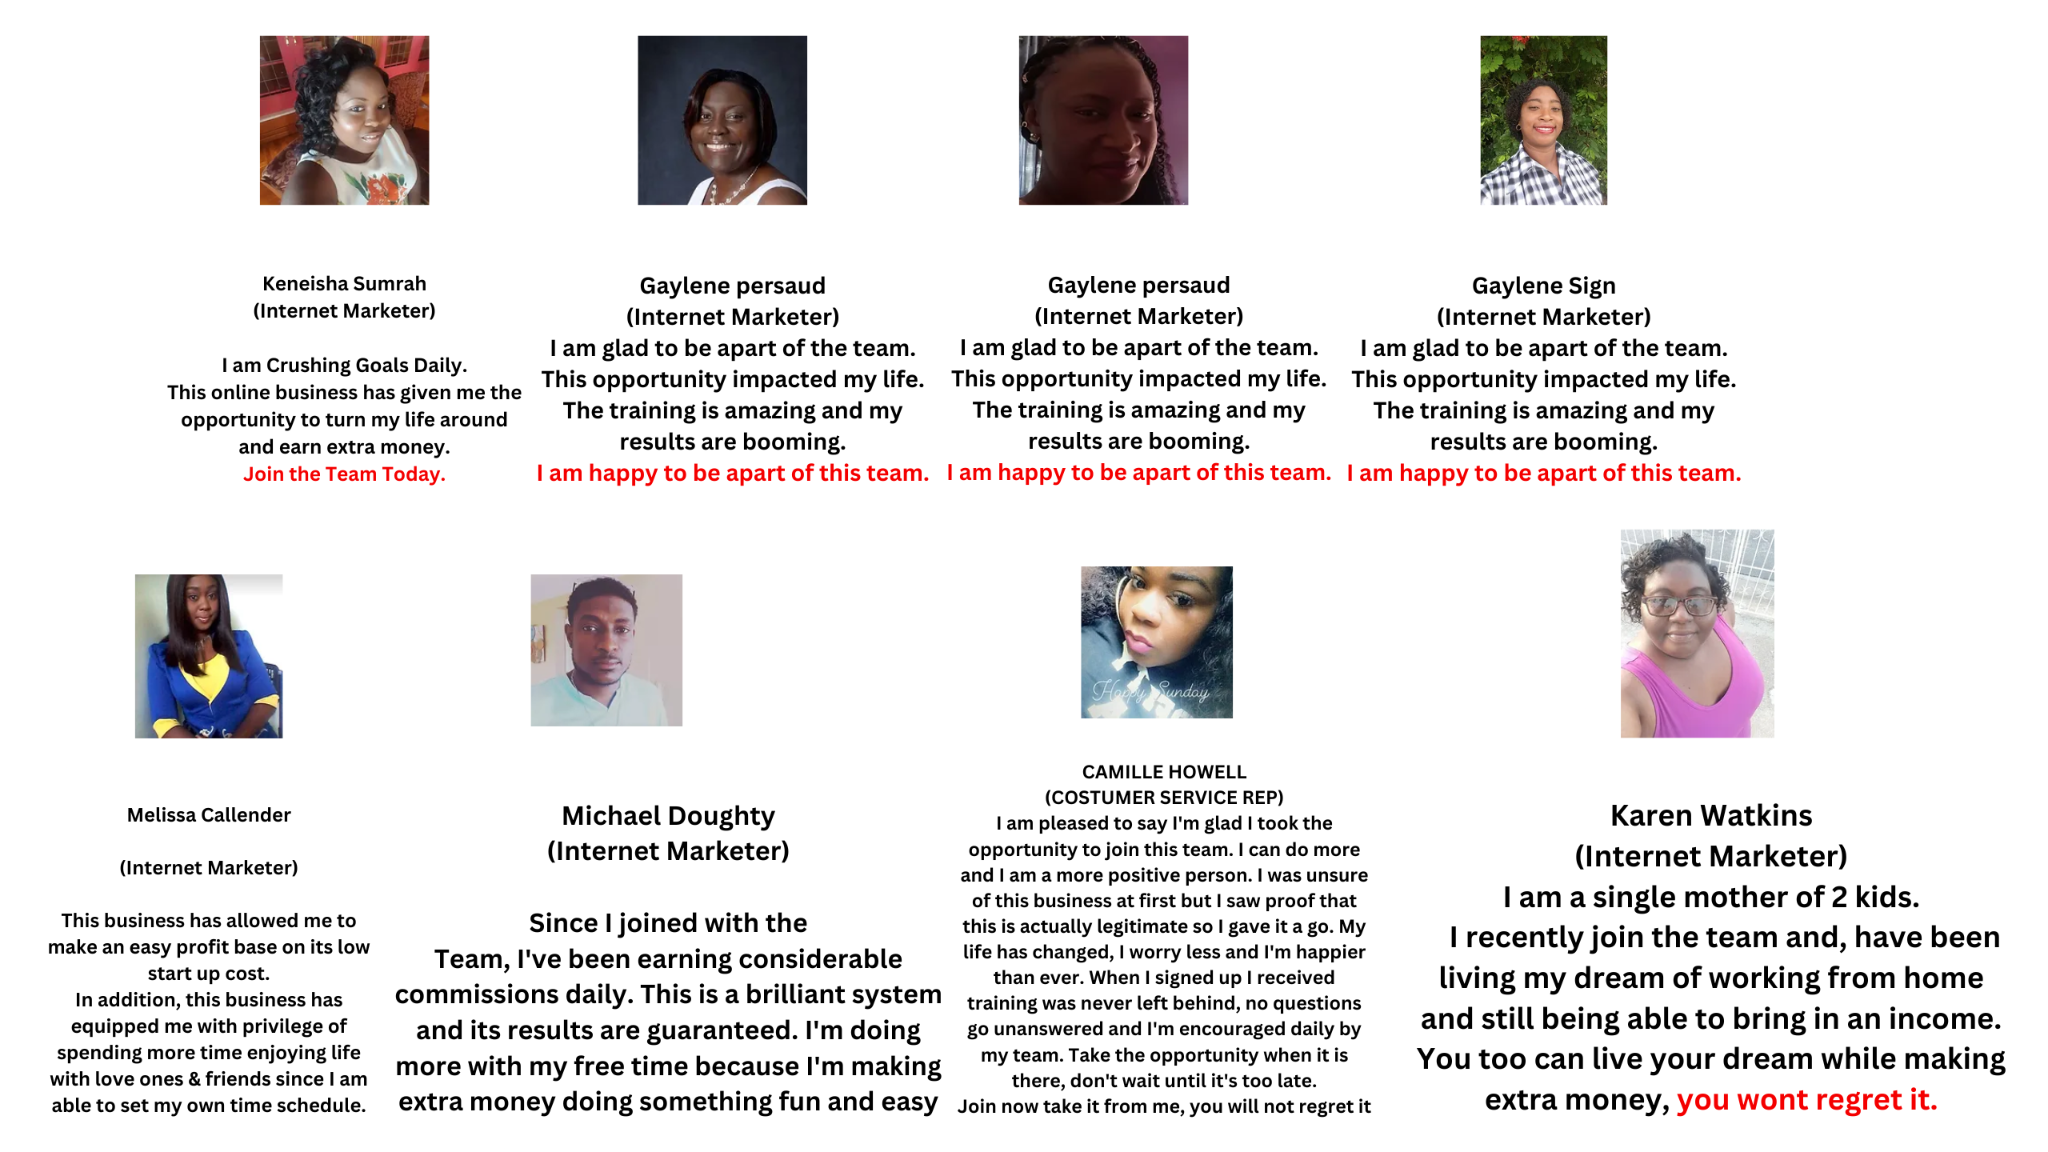 Keneisha Sumrah
(Internet Marketer)
I am Crushing Goals Daily.
This online business has given me the
opportunity to turn my life around
and earn extra money.
Join the Team Today.
Gaylene persaud
(Internet Marketer)
I am glad to be apart of the team.
This opportunity impacted my life.
The training is amazing and my
results are booming.
I am happy to be apart of this team.
Gaylene persaud
(Internet Marketer)
I am glad to be apart of the team.
This opportunity impacted my life.
The training is amazing and my
results are booming.
I am happy to be apart of this team.
Gaylene Sign
(Internet Marketer)
I am glad to be apart of the team.
This opportunity impacted my life.
The training is amazing and my
results are booming.
I am happy to be apart of this team.
Melissa Callender
(Internet Marketer)
This business has allowed me to
make an easy profit base on its low
start up cost.
In addition, this business has
equipped me with privilege of
spending more time enjoying life
with love ones & friends since I am
able to set my own time schedule.
Michael Doughty
(Internet Marketer)
Since I joined with the
Team, I've been earning considerable
commissions daily. This is a brilliant system
and its results are guaranteed. I'm doing
more with my free time because I'm making
extra money doing something fun and easy
Happy Sunday
CAMILLE HOWELL
(COSTUMER SERVICE REP)
I am pleased to say I'm glad I took the
opportunity to join this team. I can do more
and I am a more positive person. I was unsure
of this business at first but I saw proof that
this is actually legitimate so I gave it a go. My
life has changed, I worry less and I'm happier
than ever. When I signed up I received
training was never left behind, no questions
go unanswered and I'm encouraged daily by
my team. Take the opportunity when it is
there, don't wait until it's too late.
Join now take it from me, you will not regret it
Karen Watkins
(Internet Marketer)
I am a single mother of 2 kids.
I recently join the team and, have been
living my dream of working from home
and still being able to bring in an income.
You too can live your dream while making
extra money, you wont regret it.